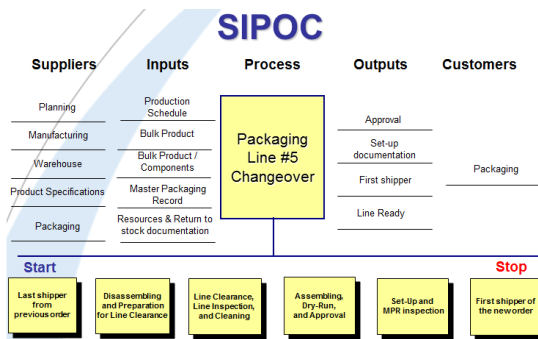 SIPOC
Suppliers
Inputs
Process
Outputs
Customers
Planning
Manufacturing
Warehouse
Product Specifications
Packaging
Production
Schedule
Bulk Product
Bulk Product /
Components
Master Packaging
Record
Resources & Return to
stock documentation
Packaging
Line #5
Changeover
Approval
Set-up
documentation
First shipper
Line Ready
Packaging
Start
Stop
Last shipper
from
previous order
Disassembling
and Preparation
for Line Clearance
Line Clearance,
Line Inspection,
and Cleaning
Assembling,
Dry-Run,
and Approval
Set-Up and
MPR inspection
First shipper of
the new order